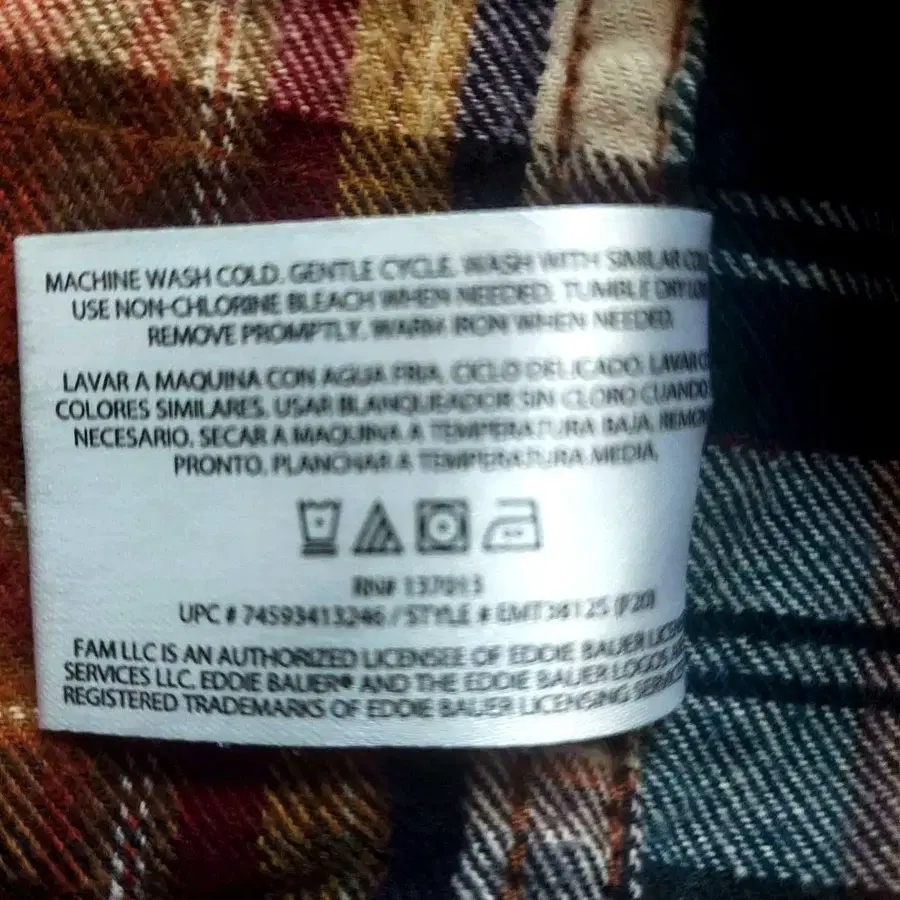 MACHINE WASH COLD. GENTLE CYCLE. WASH WITH SIMILAR
USE NON-CHLORINE BLEACH WHEN NEEDED. TUMBLE DRY
REMOVE PROMPTLY. WARM IRON WHEN NEEDED.
LAVAR A MAQUINA CON AGUA FRIA. CICLO DELICADO. LAVAR
COLORES SIMILARES. USAR BLANQUEADOR SIN CLORO CUANDO
NECESARIO. SECAR A MAQUINA A TEMPERATURA BAJA.
PRONTO. PLANCHAR A TEMPERATURA MEDIA.
RN# 137013
UPC # 74593413246 / STYLE # EMT38125 (F20)
FAM LLC IS AN AUTHORIZED LICENSEE OF EDDIE BAUER
SERVICES LLC. EDDIE BAUER® AND THE EDDIE BAUER LOGOS
REGISTERED TRADEMARKS OF EDDIE BAUER LICENSING